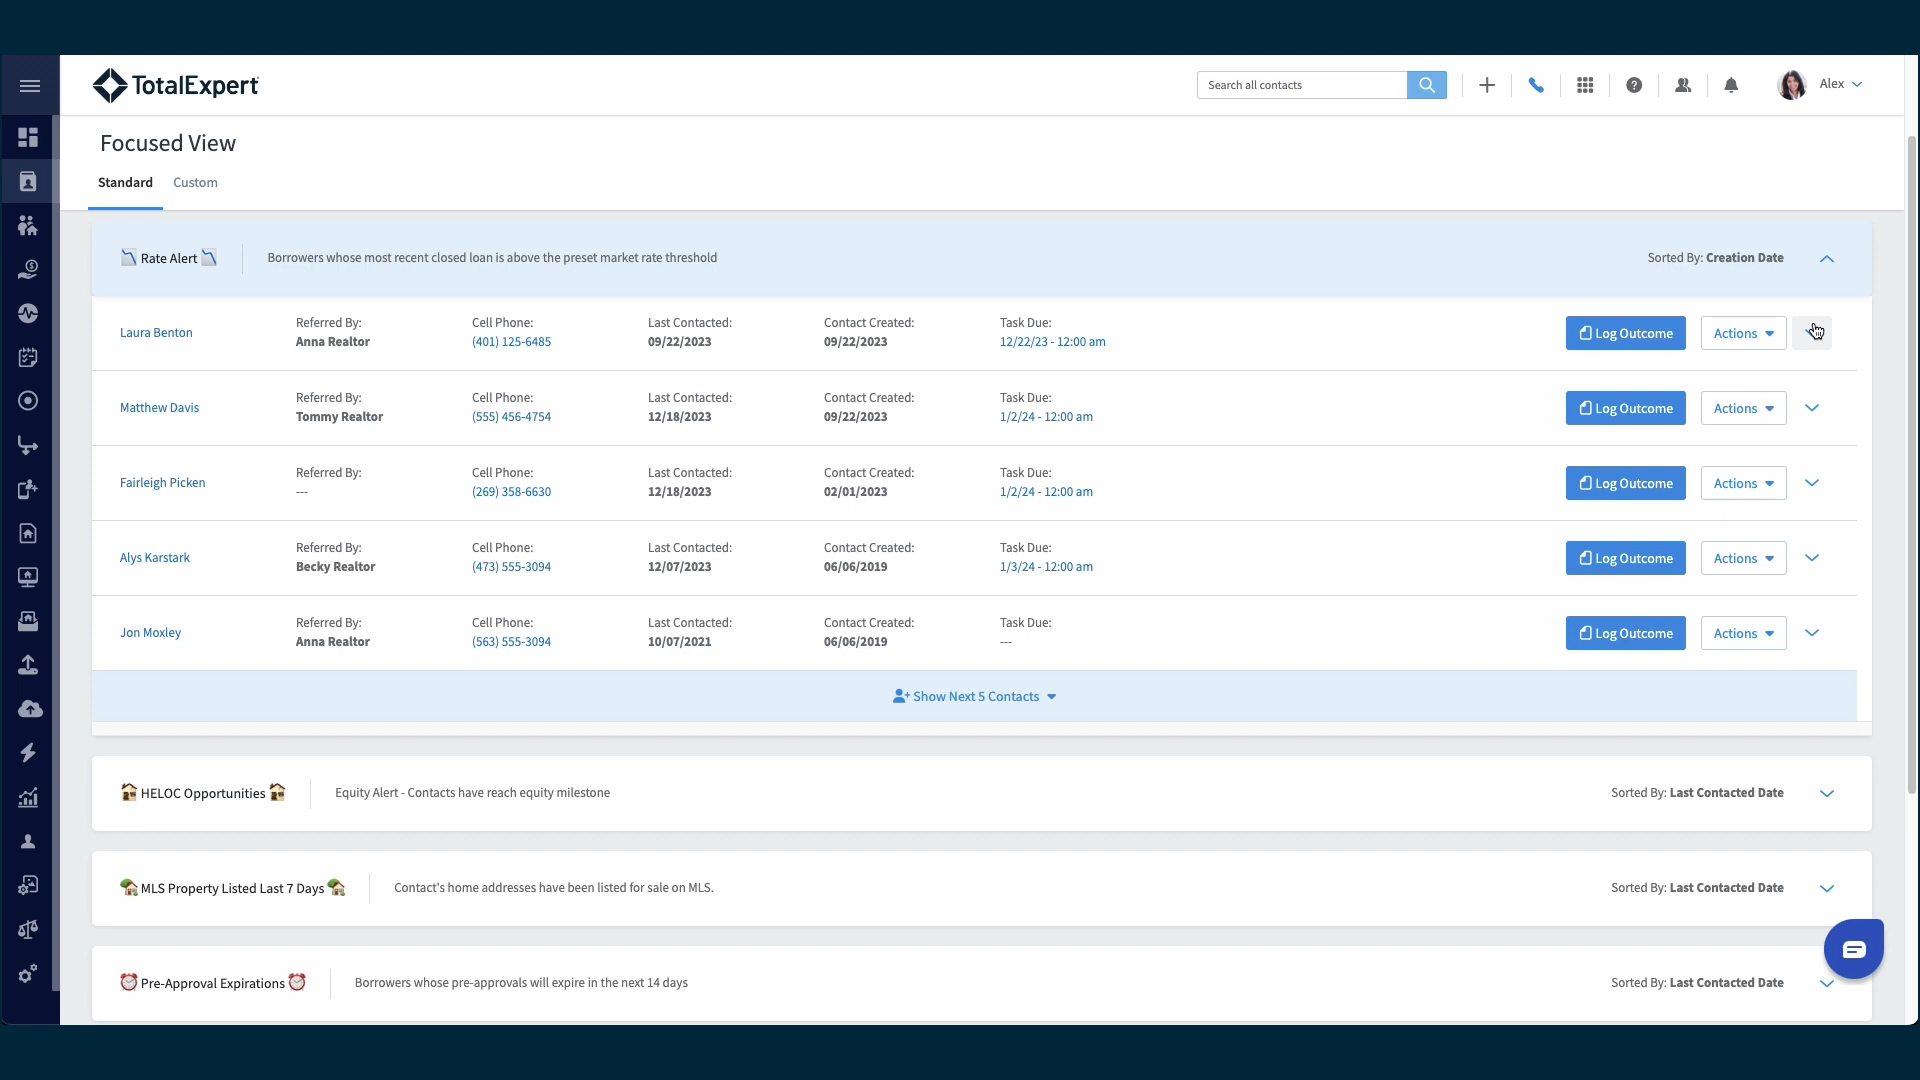 TotalExpert
Search all contacts
Alex
Focused View
Standard Custom
Rate Alert Borrowers whose most recent closed loan is above the preset market rate threshold Sorted By: Creation Date
Laura Benton Referred By: Cell Phone: Last Contacted: Contact Created: Task Due: Log Outcome Actions
Anna Realtor (401) 125-6485 09/22/2023 09/22/2023 12/22/23 - 12:00 am
Matthew Davis Referred By: Cell Phone: Last Contacted: Contact Created: Task Due: Log Outcome Actions
Tommy Realtor (555) 456-4754 12/18/2023 09/22/2023 1/2/24 - 12:00 am
Fairleigh Picken Referred By: Cell Phone: Last Contacted: Contact Created: Task Due: Log Outcome Actions
--- (269) 358-6630 12/18/2023 02/01/2023 1/2/24 - 12:00 am
Alys Karstark Referred By: Cell Phone: Last Contacted: Contact Created: Task Due: Log Outcome Actions
Becky Realtor (473) 555-3094 12/07/2023 06/06/2019 1/3/24 - 12:00 am
Jon Moxley Referred By: Cell Phone: Last Contacted: Contact Created: Task Due: Log Outcome Actions
Anna Realtor (563) 555-3094 10/07/2021 06/06/2019 ---
Show Next 5 Contacts
HELOC Opportunities Equity Alert - Contacts have reach equity milestone Sorted By: Last Contacted Date
MLS Property Listed Last 7 Days Contact's home addresses have been listed for sale on MLS. Sorted By: Last Contacted Date
Pre-Approval Expirations Borrowers whose pre-approvals will expire in the next 14 days Sorted By: Last Contacted Date